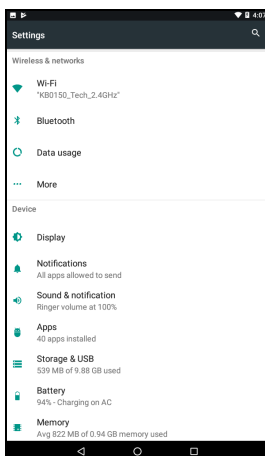 4:07
Settings
Wireless & networks
Wi-Fi
"KB0150_Tech_2.4GHz"
Bluetooth
Data usage
More
Device
Display
Notifications
All apps allowed to send
Sound & notification
Ringer volume at 100%
Apps
40 apps installed
Storage & USB
539 MB of 9.88 GB used
Battery
94% - Charging on AC
Memory
Avg 822 MB of 0.94 GB memory used